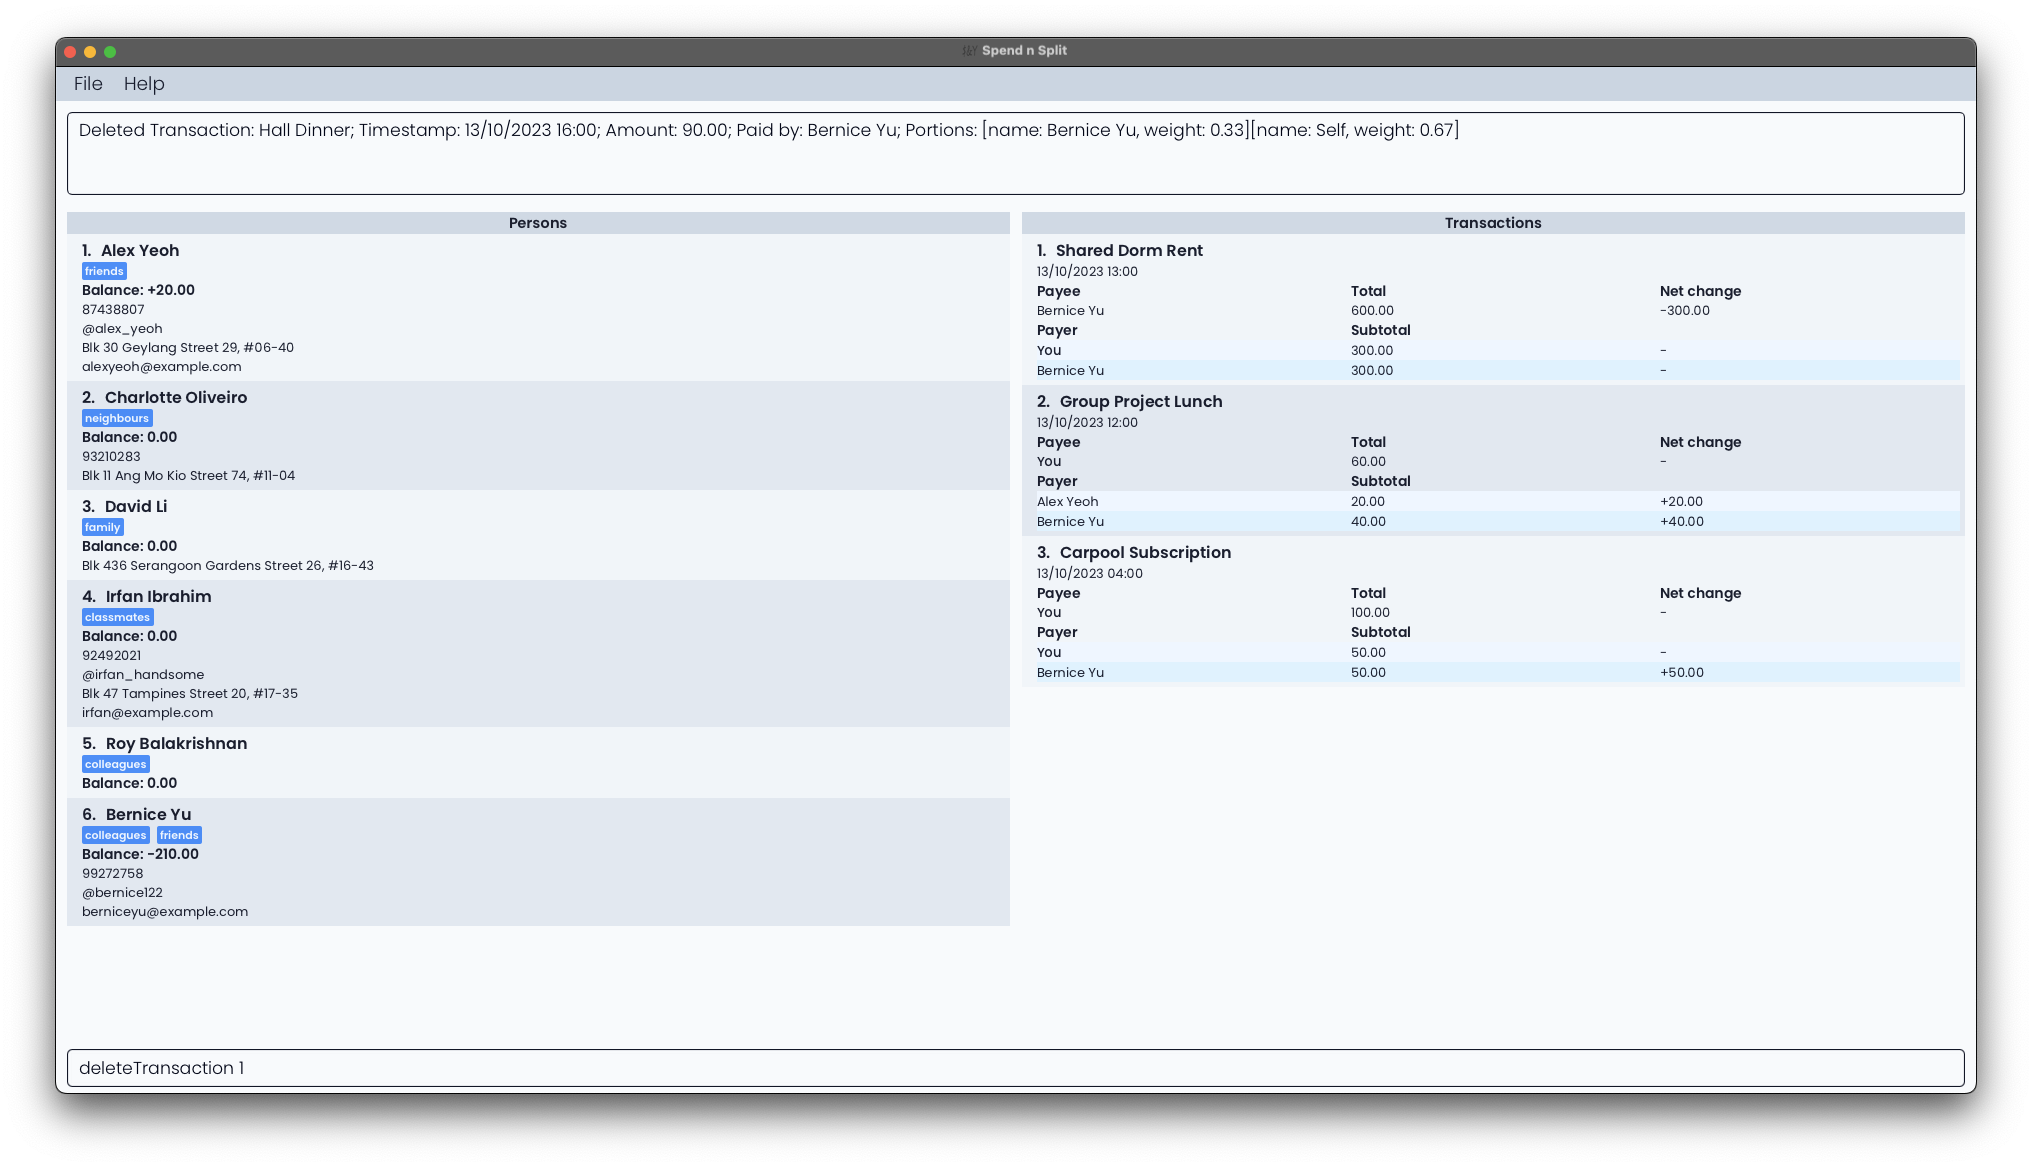 Spend n Split
File Help
Deleted Transaction: Hall Dinner; Timestamp: 13/10/2023 16:00; Amount: 90.00; Paid by: Bernice Yu; Portions: [name: Bernice Yu, weight: 0.33][name: Self, weight: 0.67]
Persons
1. Alex Yeoh
friends
Balance: +20.00
87438807
@alex_yeoh
Blk 30 Geylang Street 29, #06-40
alexyeoh@example.com
2. Charlotte Oliveiro
neighbours
Balance: 0.00
93210283
Blk 11 Ang Mo Kio Street 74, #11-04
3. David Li
family
Balance: 0.00
Blk 436 Serangoon Gardens Street 26, #16-43
4. Irfan Ibrahim
classmates
Balance: 0.00
92492021
@irfan_handsome
Blk 47 Tampines Street 20, #17-35
irfan@example.com
5. Roy Balakrishnan
colleagues
Balance: 0.00
6. Bernice Yu
colleagues friends
Balance: -210.00
99272758
@bernice122
berniceyu@example.com
Transactions
1. Shared Dorm Rent
13/10/2023 13:00
Payee Total Net change
Bernice Yu 600.00 -300.00
Payer Subtotal
You 300.00 -
Bernice Yu 300.00 -
2. Group Project Lunch
13/10/2023 12:00
Payee Total Net change
You 60.00 -
Payer Subtotal
Alex Yeoh 20.00 +20.00
Bernice Yu 40.00 +40.00
3. Carpool Subscription
13/10/2023 04:00
Payee Total Net change
You 100.00 -
Payer Subtotal
You 50.00 -
Bernice Yu 50.00 +50.00
deleteTransaction 1